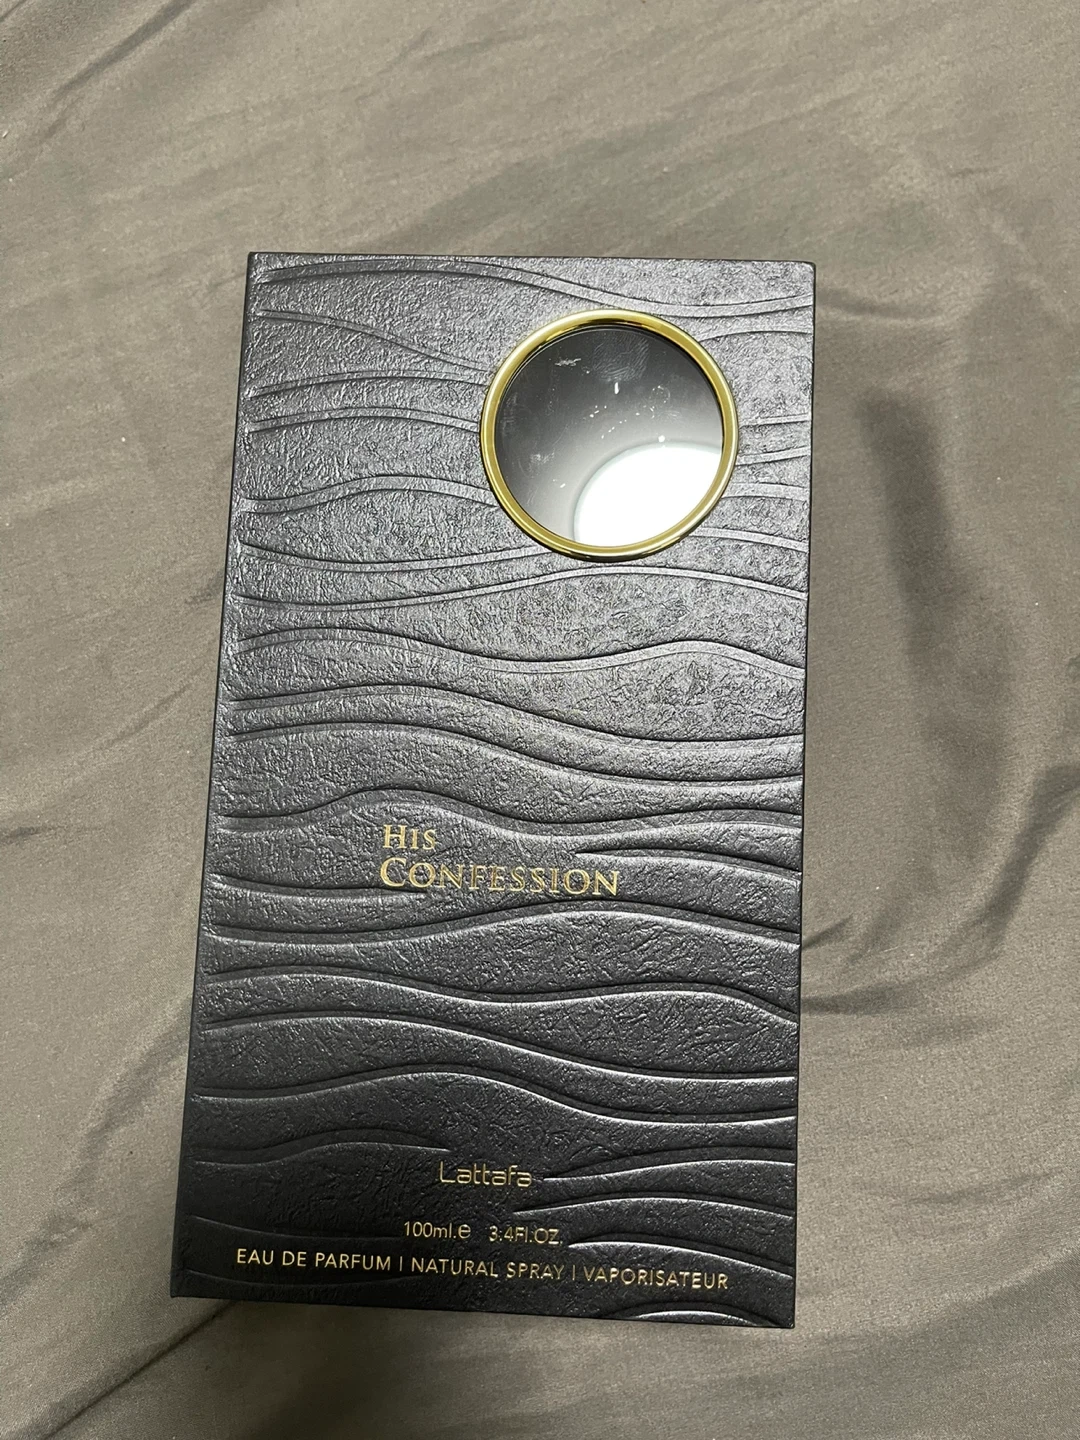 His
Confession
Lattafa
100ml.e 3.4Fl.OZ.
EAU DE PARFUM | NATURAL SPRAY | VAPORISATEUR